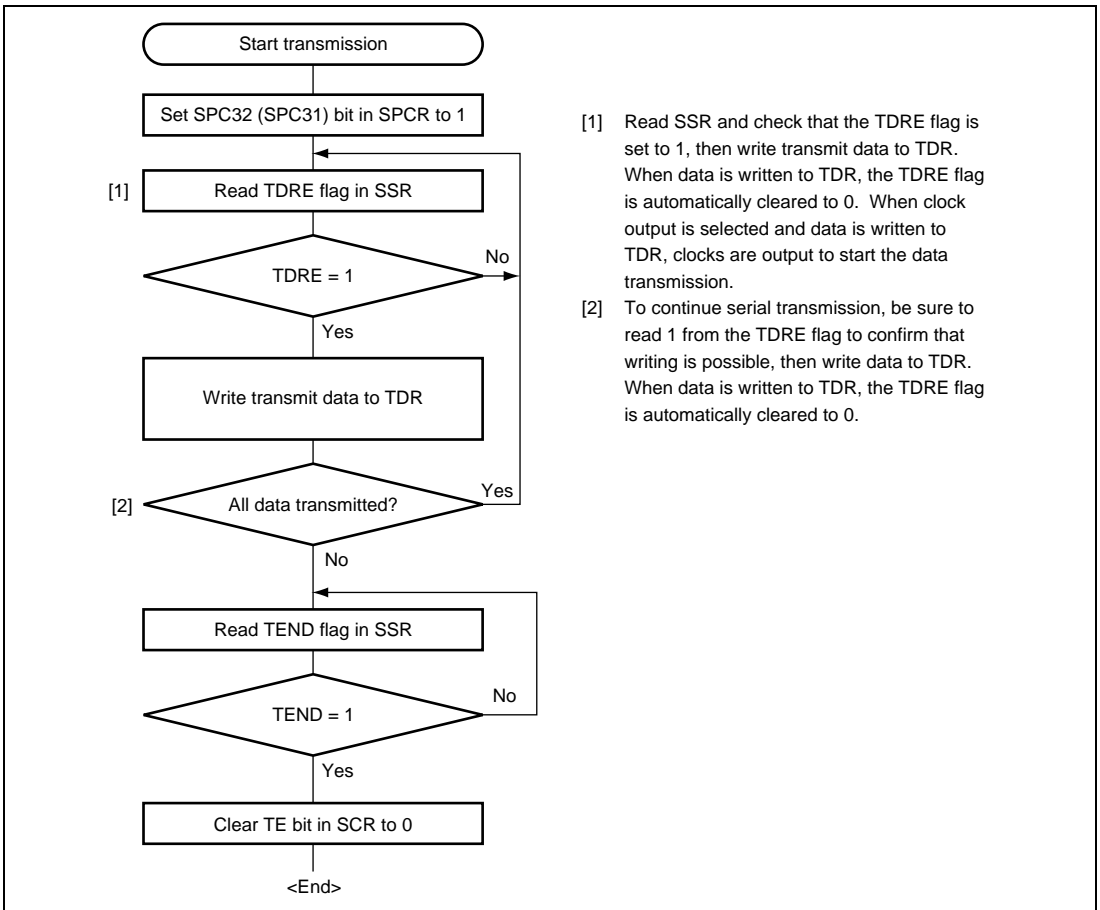 Start transmission
Set SPC32 (SPC31) bit in SPCR to 1
[1]
Read TDRE flag in SSR
TDRE = 1
No
Yes
Write transmit data to TDR
[2]
All data transmitted?
Yes
No
Read TEND flag in SSR
TEND = 1
No
Yes
Clear TE bit in SCR to 0
<End>
[1] Read SSR and check that the TDRE flag is
set to 1, then write transmit data to TDR.
When data is written to TDR, the TDRE flag
is automatically cleared to 0. When clock
output is selected and data is written to
TDR, clocks are output to start the data
transmission.
[2] To continue serial transmission, be sure to
read 1 from the TDRE flag to confirm that
writing is possible, then write data to TDR.
When data is written to TDR, the TDRE flag
is automatically cleared to 0.